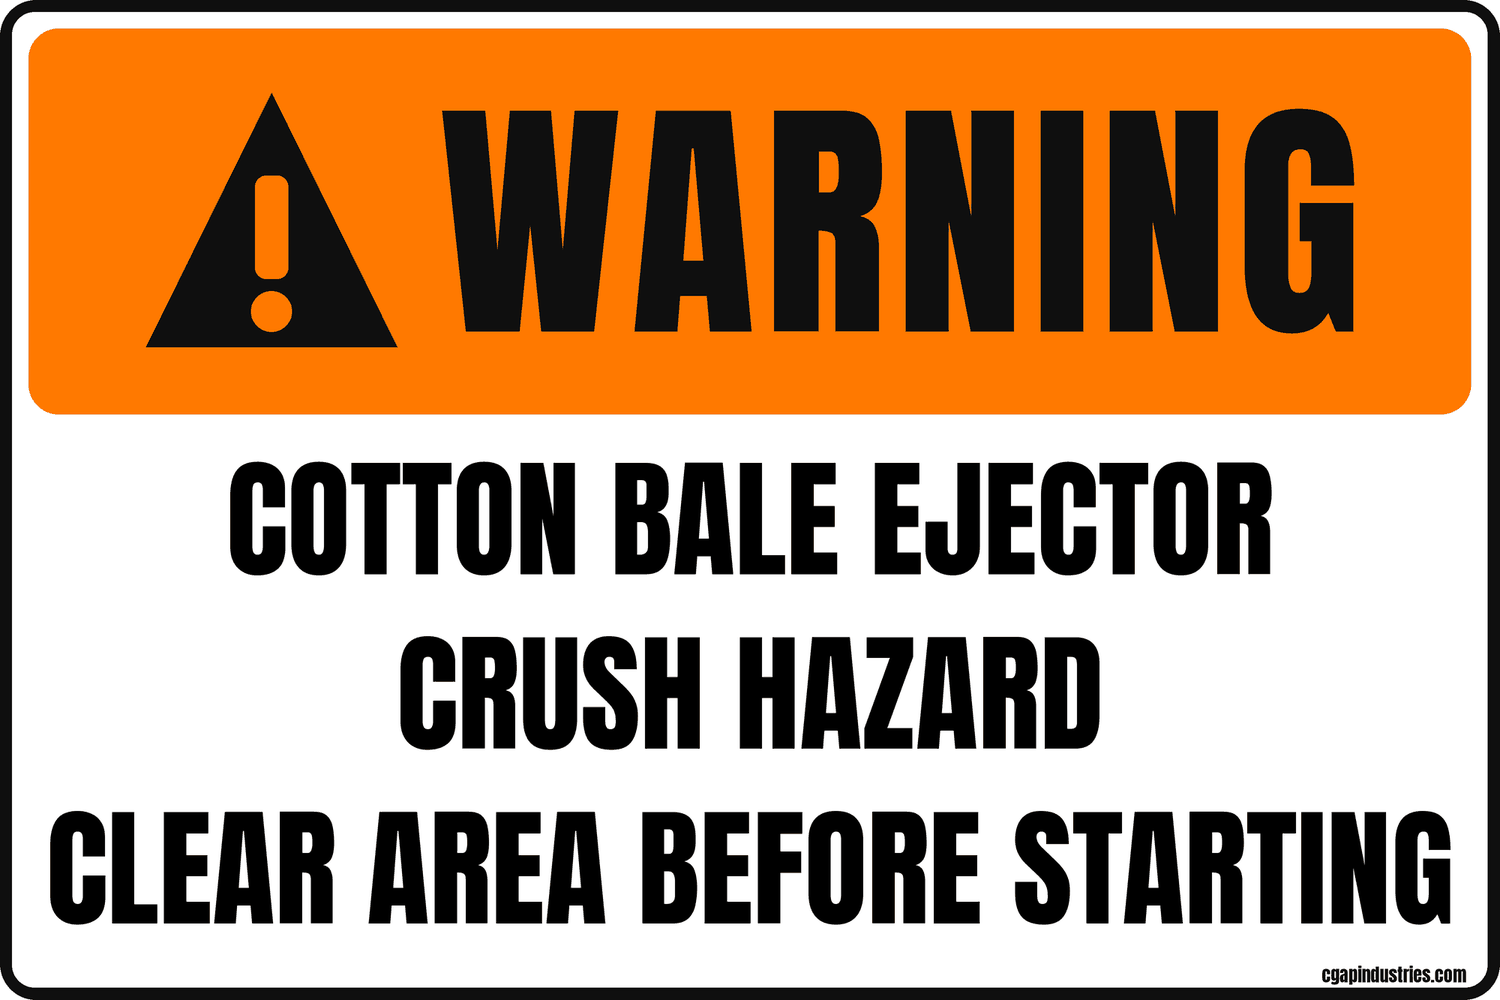 WARNING
COTTON BALE EJECTOR
CRUSH HAZARD
CLEAR AREA BEFORE STARTING
cgapindustries.com